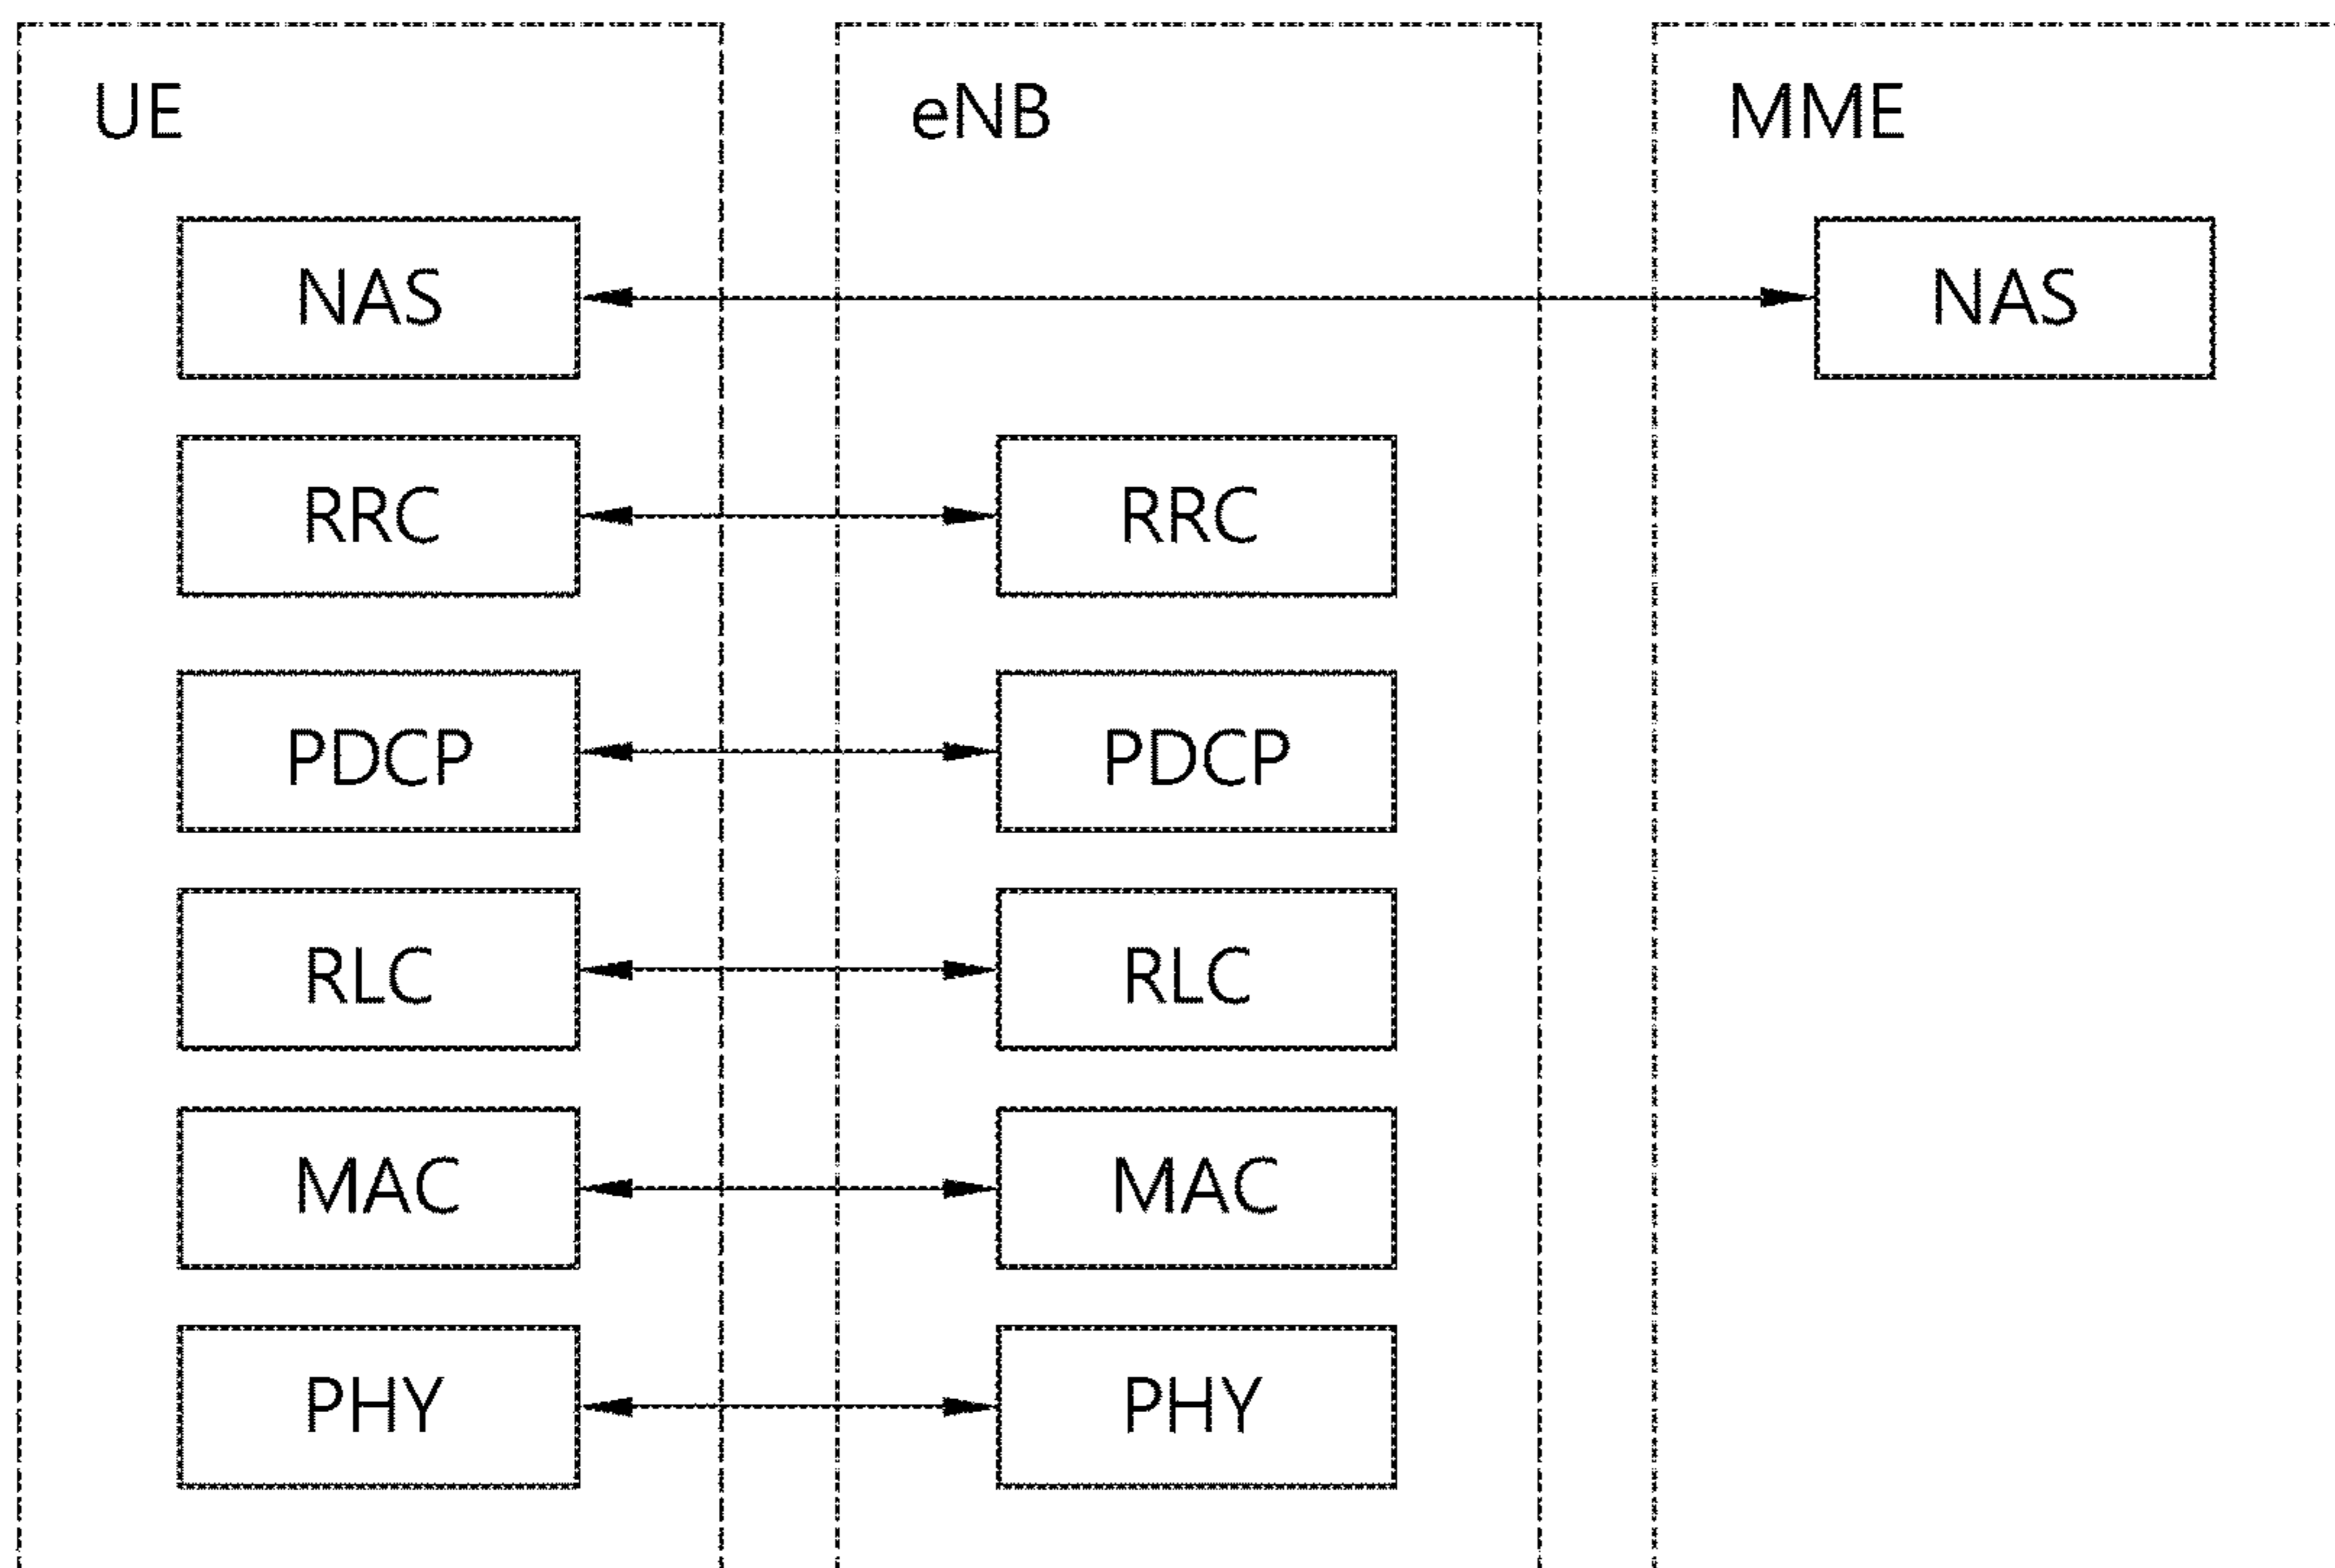 UE eNB MME
NAS NAS
RRC RRC
PDCP PDCP
RLC RLC
MAC MAC
PHY PHY